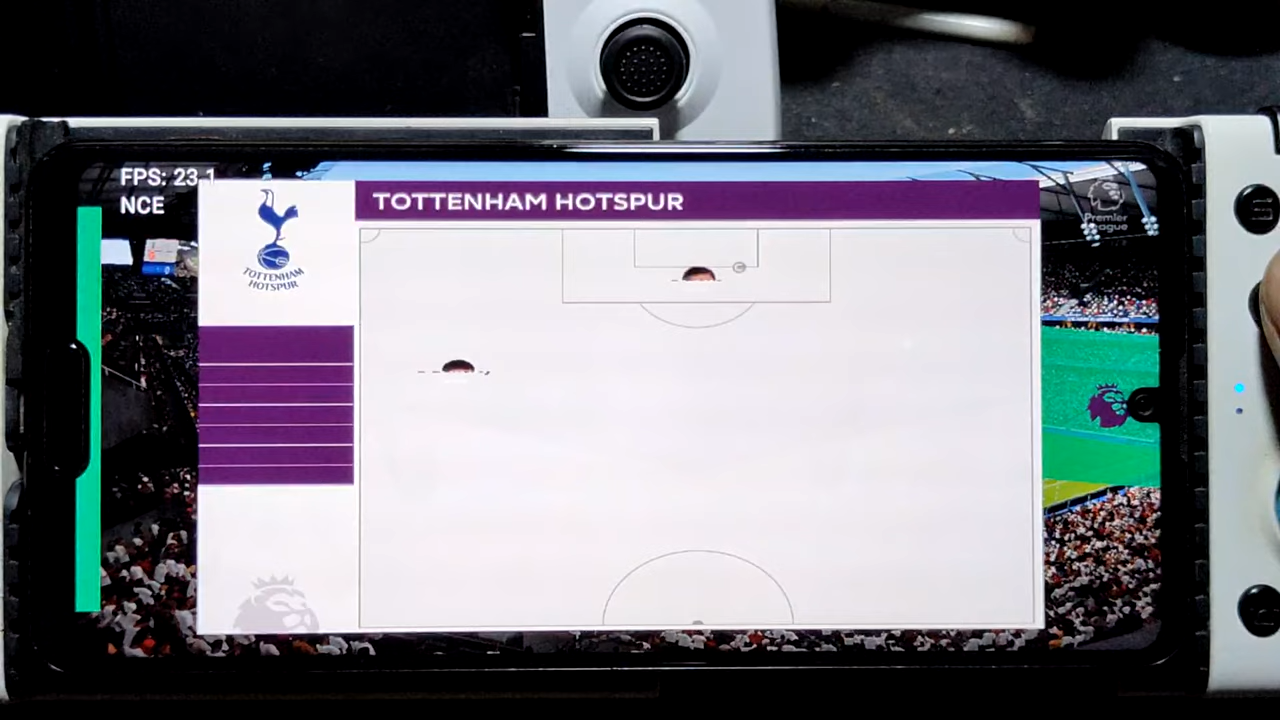 FPS: 23.1
NCE
TOTTENHAM HOTSPUR
TOTTENHAM
HOTSPUR
Premier
League